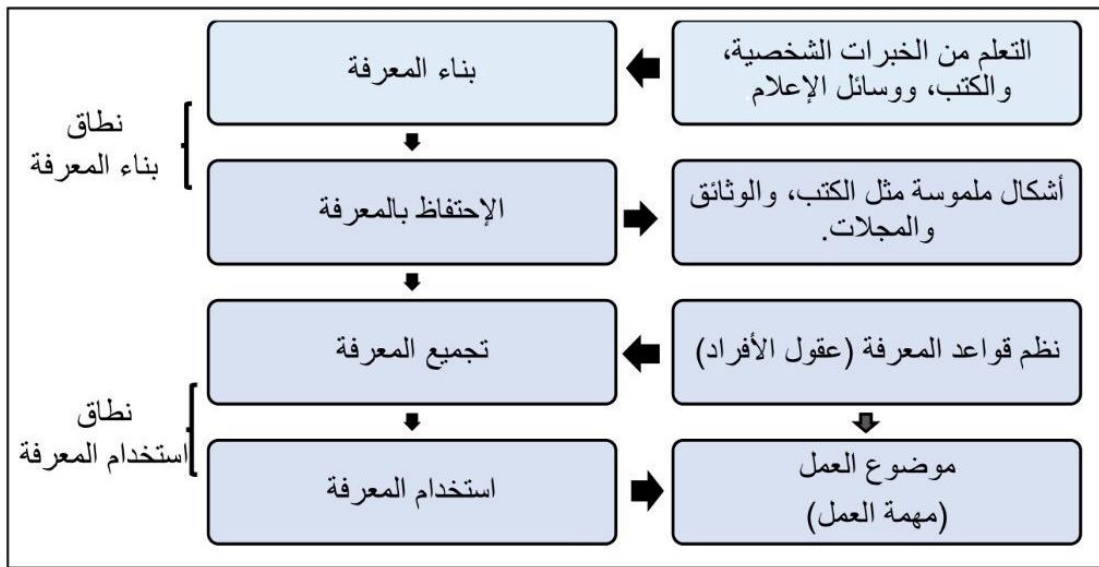 التعلم من الخبرات الشخصية،
والكتب، ووسائل الإعلام
بناء المعرفة
نطاق
بناء المعرفة
أشكال ملموسة مثل الكتب، والوثائق
والمجلات.
الإحتفاظ بالمعرفة
نظم قواعد المعرفة (عقول الأفراد)
تجميع المعرفة
نطاق
استخدام المعرفة
موضوع العمل
(مهمة العمل)
استخدام المعرفة